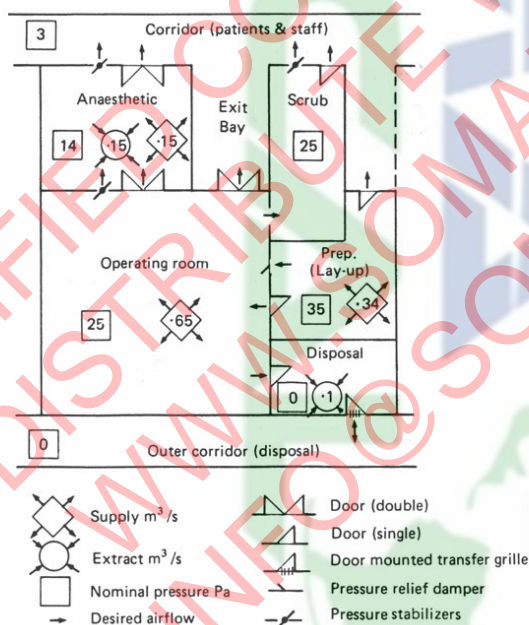 3
Corridor (patients & staff)
Anaesthetic
Exit
Bay
Scrub
14
·15
·15
25
Operating room
Prep.
(Lay-up)
35
·34
25
·65
Disposal
0
·1
0
Outer corridor (disposal)
Supply m³/s
Extract m³/s
Nominal pressure Pa
Desired airflow
Door (double)
Door (single)
Door mounted transfer grille
Pressure relief damper
Pressure stabilizers